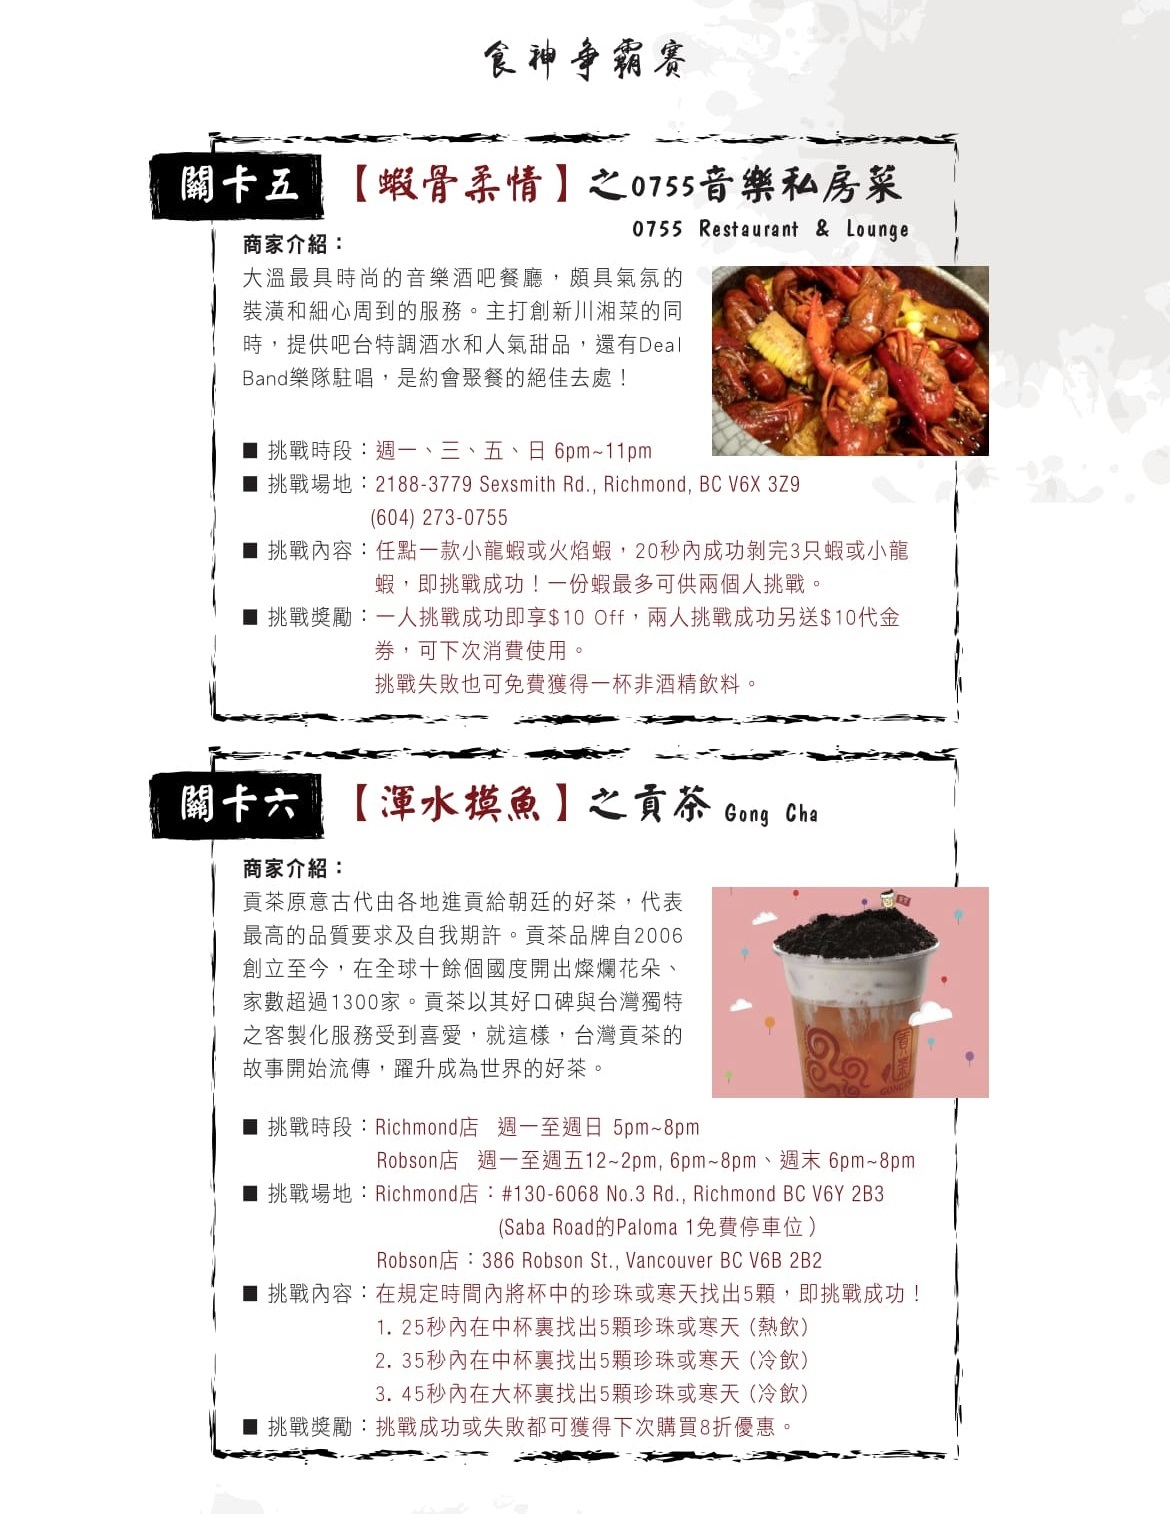 食神争霸賽
關卡五
【蝦骨柔情】之0755音樂私房菜
0755 Restaurant & Lounge
商家介紹：
大溫最具時尚的音樂酒吧餐廳，頗具氣氛的
裝潢和細心周到的服務。主打創新川湘菜的同
時，提供吧台特調酒水和人氣甜品，還有Deal
Band樂隊駐唱，是約會聚餐的絕佳去處！
■ 挑戰時段：週一、三、五、日 6pm~11pm
■ 挑戰場地：2188-3779 Sexsmith Rd., Richmond, BC V6X 3Z9
(604) 273-0755
■ 挑戰內容：任點一款小龍蝦或火焰蝦，20秒內成功剝完3只蝦或小龍
蝦，即挑戰成功！一份蝦最多可供兩個人挑戰。
■ 挑戰獎勵：一人挑戰成功即享$10 Off，兩人挑戰成功另送$10代金
券，可下次消費使用。
挑戰失敗也可免費獲得一杯非酒精飲料。
關卡六
【渾水摸魚】之貢茶 Gong Cha
商家介紹：
貢茶原意古代由各地進貢給朝廷的好茶，代表
最高的品質要求及自我期許。貢茶品牌自2006
創立至今，在全球十餘個國度開出燦爛花朵、
家數超過1300家。貢茶以其好口碑與台灣獨特
之客製化服務受到喜愛，就這樣，台灣貢茶的
故事開始流傳，躍升成為世界的好茶。
■ 挑戰時段：Richmond店 週一至週日 5pm~8pm
Robson店 週一至週五12~2pm, 6pm~8pm、週末 6pm~8pm
■ 挑戰場地：Richmond店：#130-6068 No.3 Rd., Richmond BC V6Y 2B3
(Saba Road的Paloma 1免費停車位）
Robson店：386 Robson St., Vancouver BC V6B 2B2
■ 挑戰內容：在規定時間內將杯中的珍珠或寒天找出5顆，即挑戰成功！
1. 25秒內在中杯裏找出5顆珍珠或寒天 (熱飲)
2. 35秒內在中杯裏找出5顆珍珠或寒天 (冷飲)
3. 45秒內在大杯裏找出5顆珍珠或寒天 (冷飲)
■ 挑戰獎勵：挑戰成功或失敗都可獲得下次購買8折優惠。